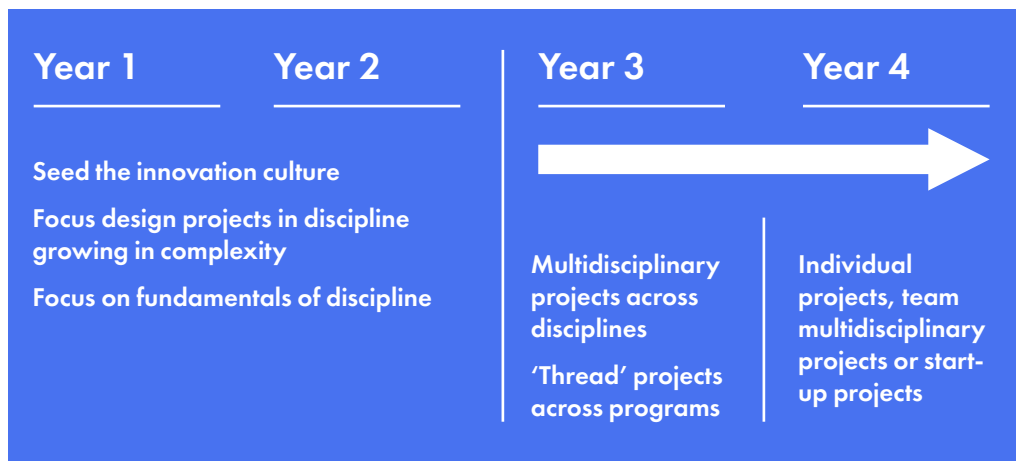 Year 1
Year 2
Seed the innovation culture
Focus design projects in discipline
growing in complexity
Focus on fundamentals of discipline
Year 3
Year 4
Multidisciplinary
projects across
disciplines
‘Thread’ projects
across programs
Individual
projects, team
multidisciplinary
projects or start-
up projects